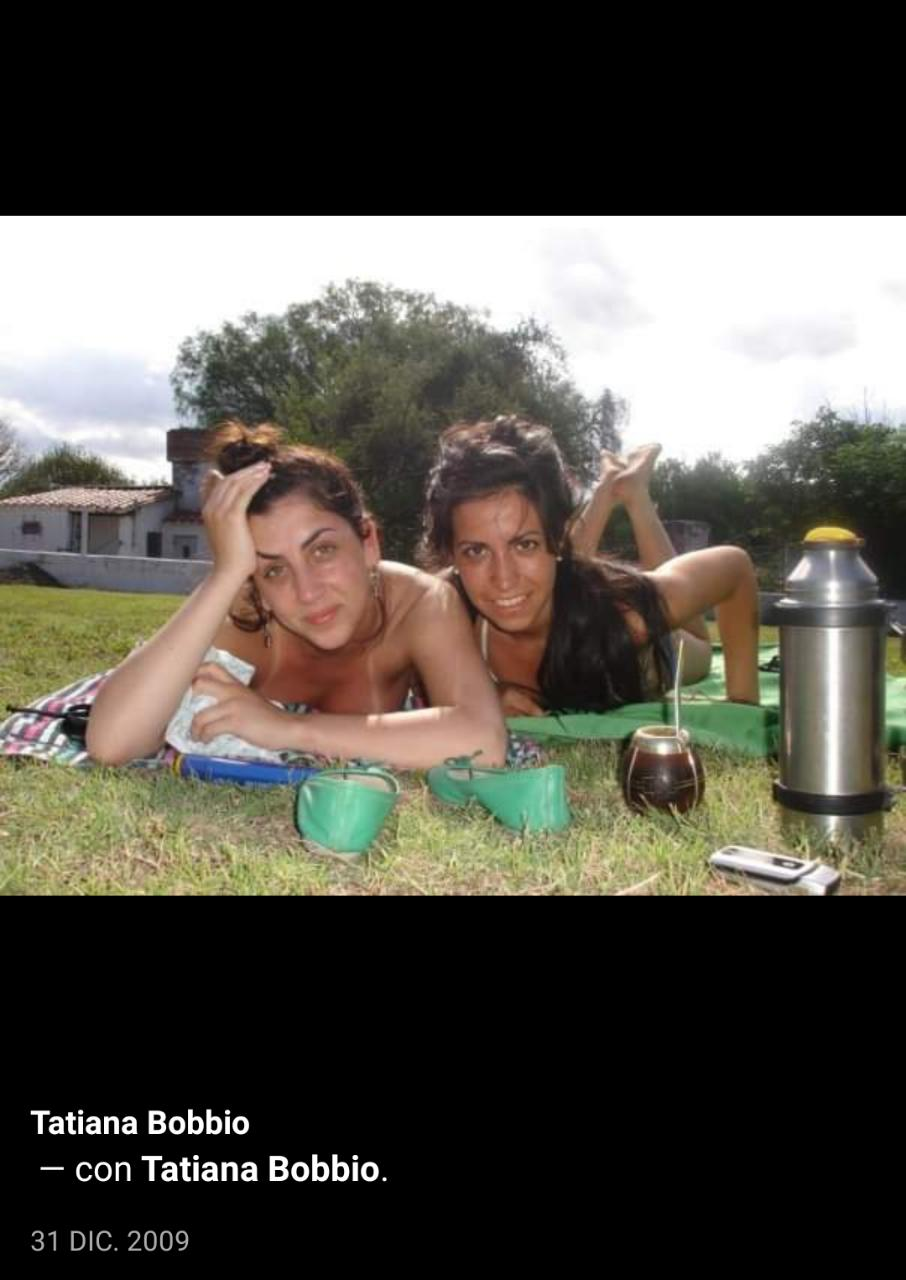 Tatiana Bobbio
— con Tatiana Bobbio.
31 DIC. 2009